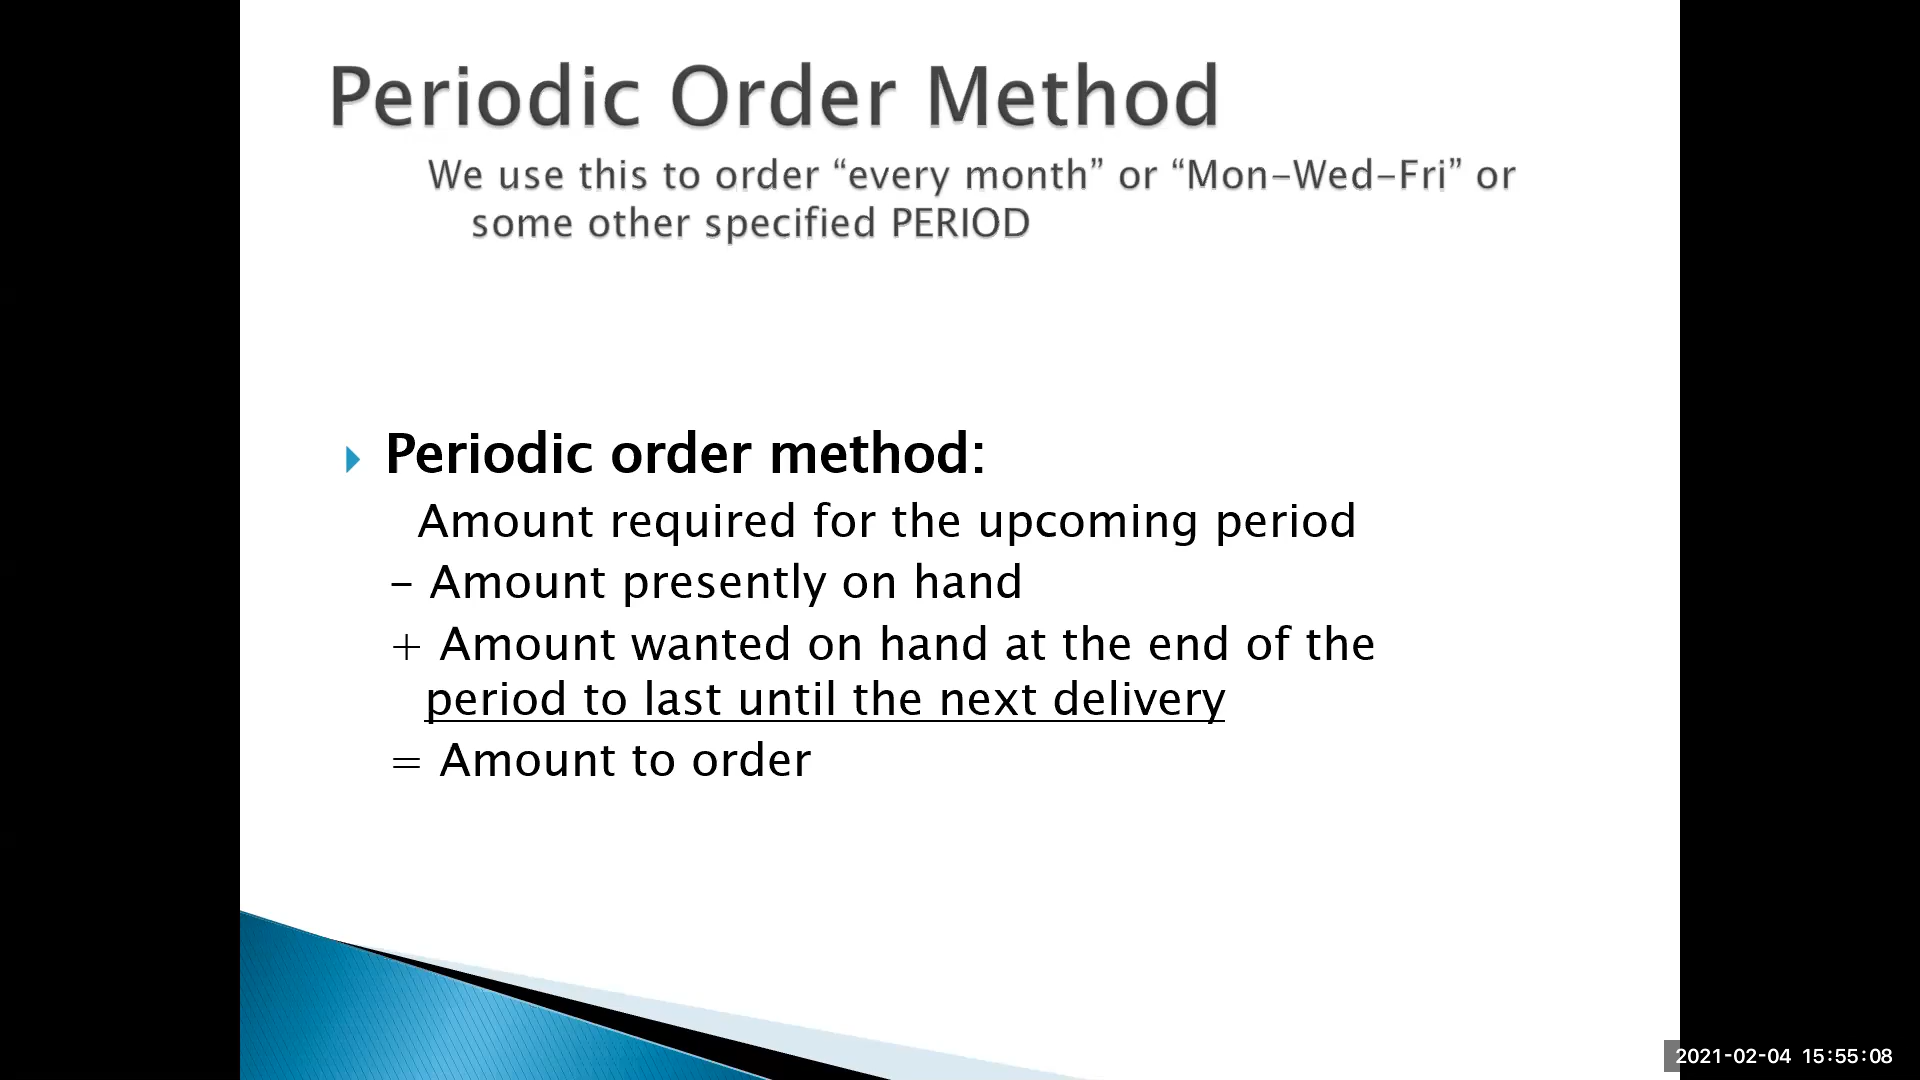 Periodic Order Method
We use this to order “every month” or “Mon-Wed-Fri” or
some other specified PERIOD
Periodic order method:
Amount required for the upcoming period
- Amount presently on hand
+ Amount wanted on hand at the end of the
period to last until the next delivery
= Amount to order
2021-02-04 15:55:08